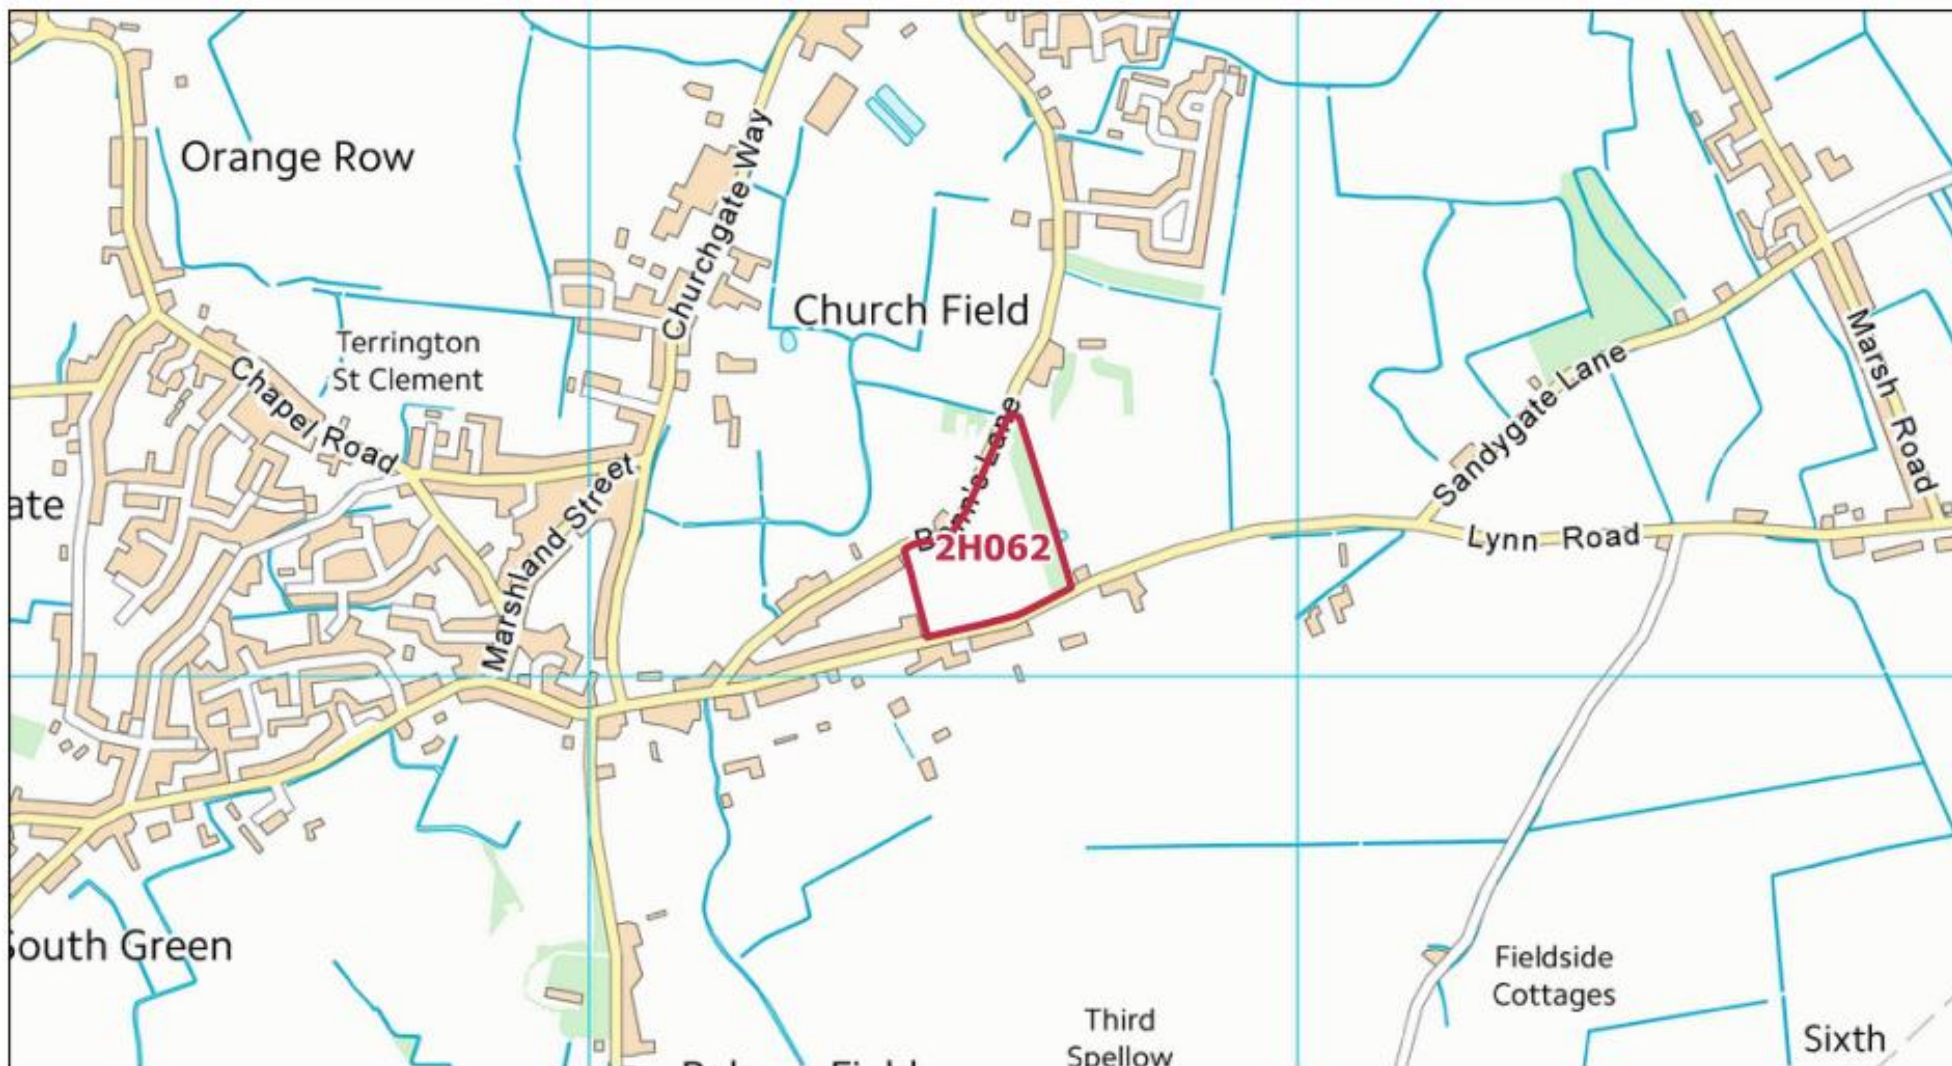 Orange Row
Churchgate Way
Church Field
Terrington
St Clement
Chapel Road
Marshland Street
Lane
2H062
Sandygate Lane
Marsh Road
Lynn Road
ate
South Green
Fieldside
Cottages
Third
Spellow
Sixth